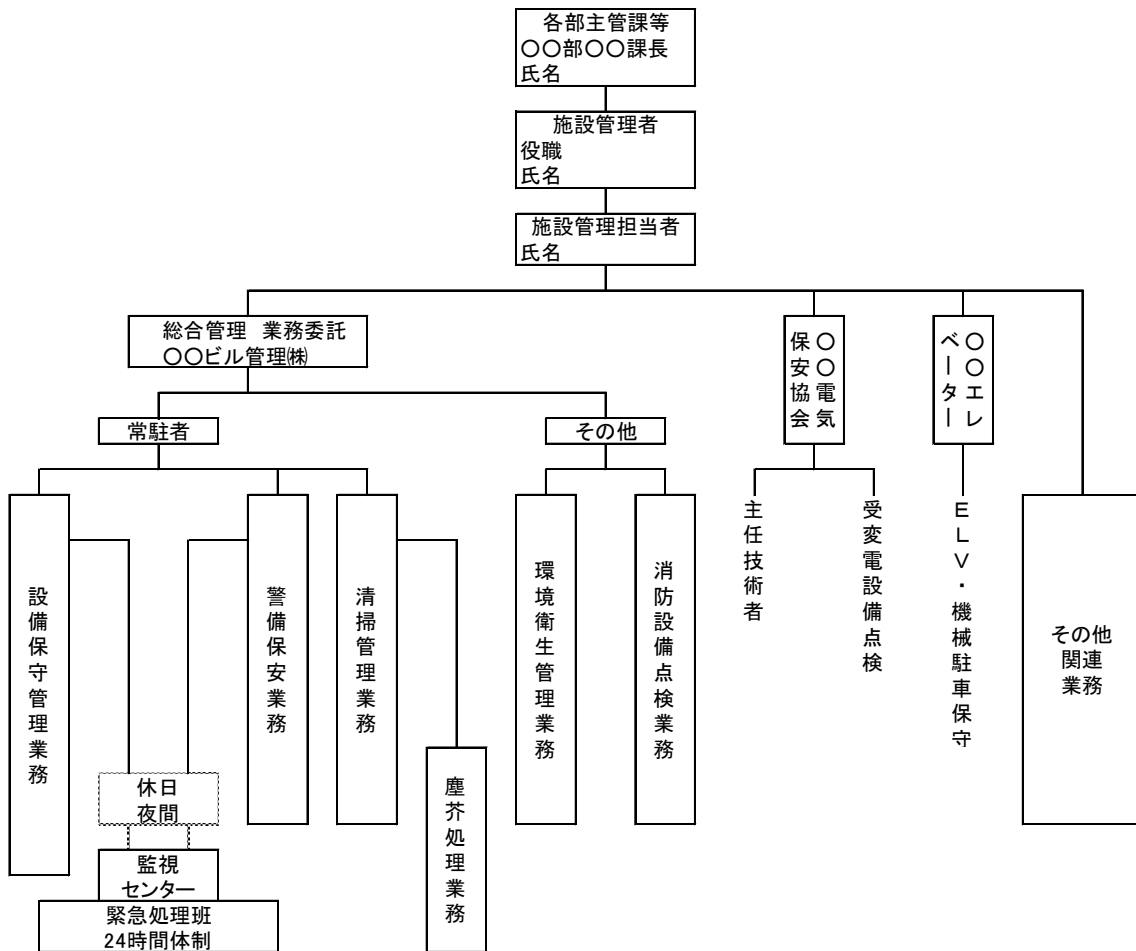 各部主管課等
〇〇部〇〇課長
氏名
施設管理者
役職
氏名
施設管理担当者
氏名
総合管理 業務委託
〇〇ビル管理㈱
〇〇電気
保安協会
〇〇エレ
ベーター
常駐者
その他
設備保守管理業務
警備保安業務
清掃管理業務
環境衛生管理業務
消防設備点検業務
主任技術者
受変電設備点検
ELV・機械駐車保守
その他
関連
業務
塵芥処理業務
休日
夜間
監視
センター
緊急処理班
24時間体制